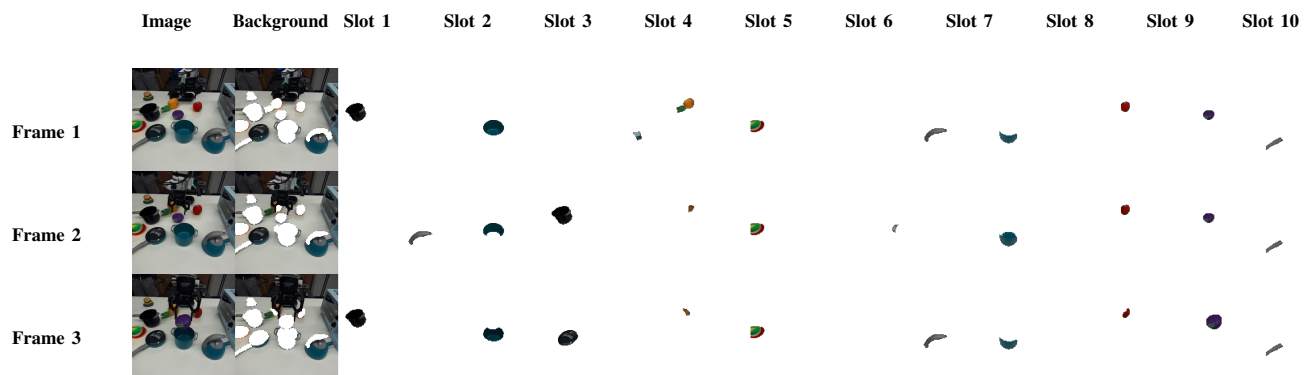 Image Background Slot 1 Slot 2 Slot 3 Slot 4 Slot 5 Slot 6 Slot 7 Slot 8 Slot 9 Slot 10
Frame 1
Frame 2
Frame 3